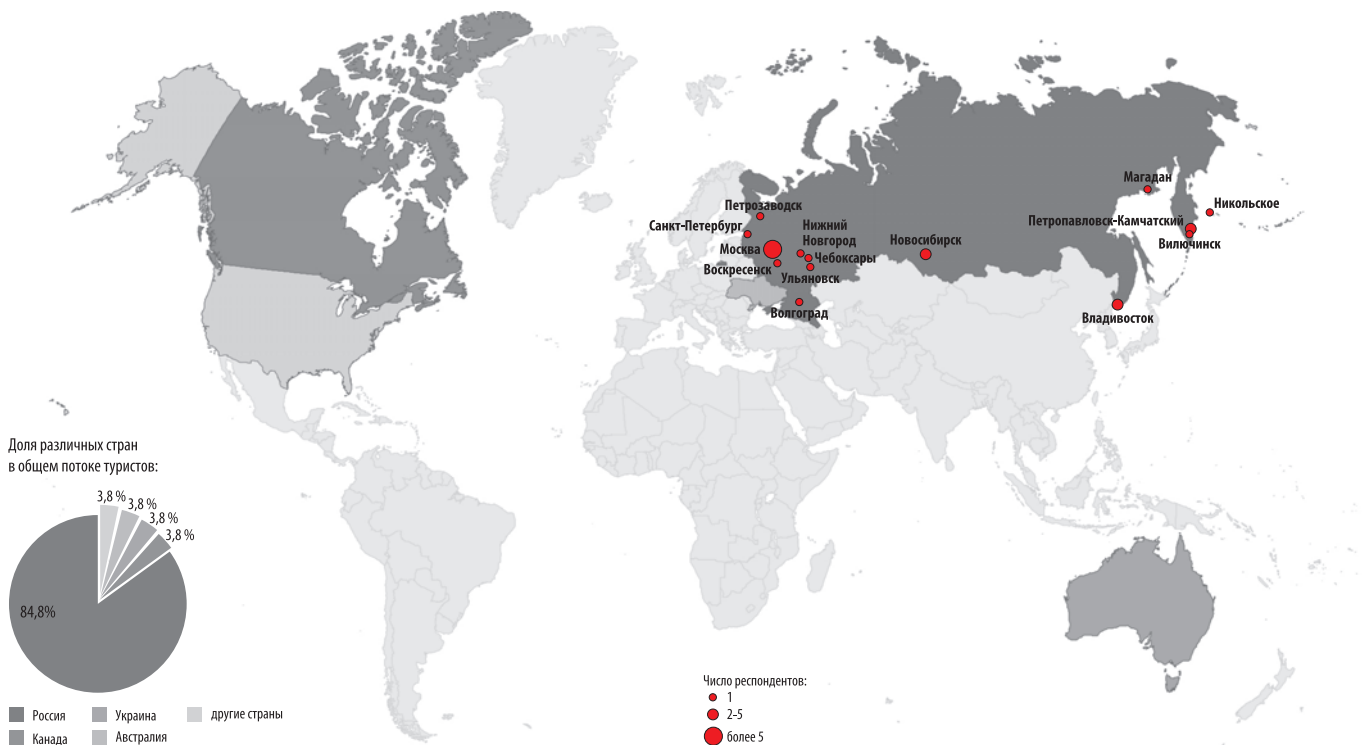 Магадан
Никольское
Петрозаводск
Санкт-Петербург
Нижний
Новгород
Петропавловск-Камчатский
Москва
Новосибирск
Вилючинск
Чебоксары
Воскресенск
Ульяновск
Волгоград
Владивосток
Доля различных стран
в общем потоке туристов:
3,8 %
3,8 %
3,8 %
3,8 %
84,8%
Россия
Канада
Украина
Австралия
другие страны
Число респондентов:
1
2-5
более 5